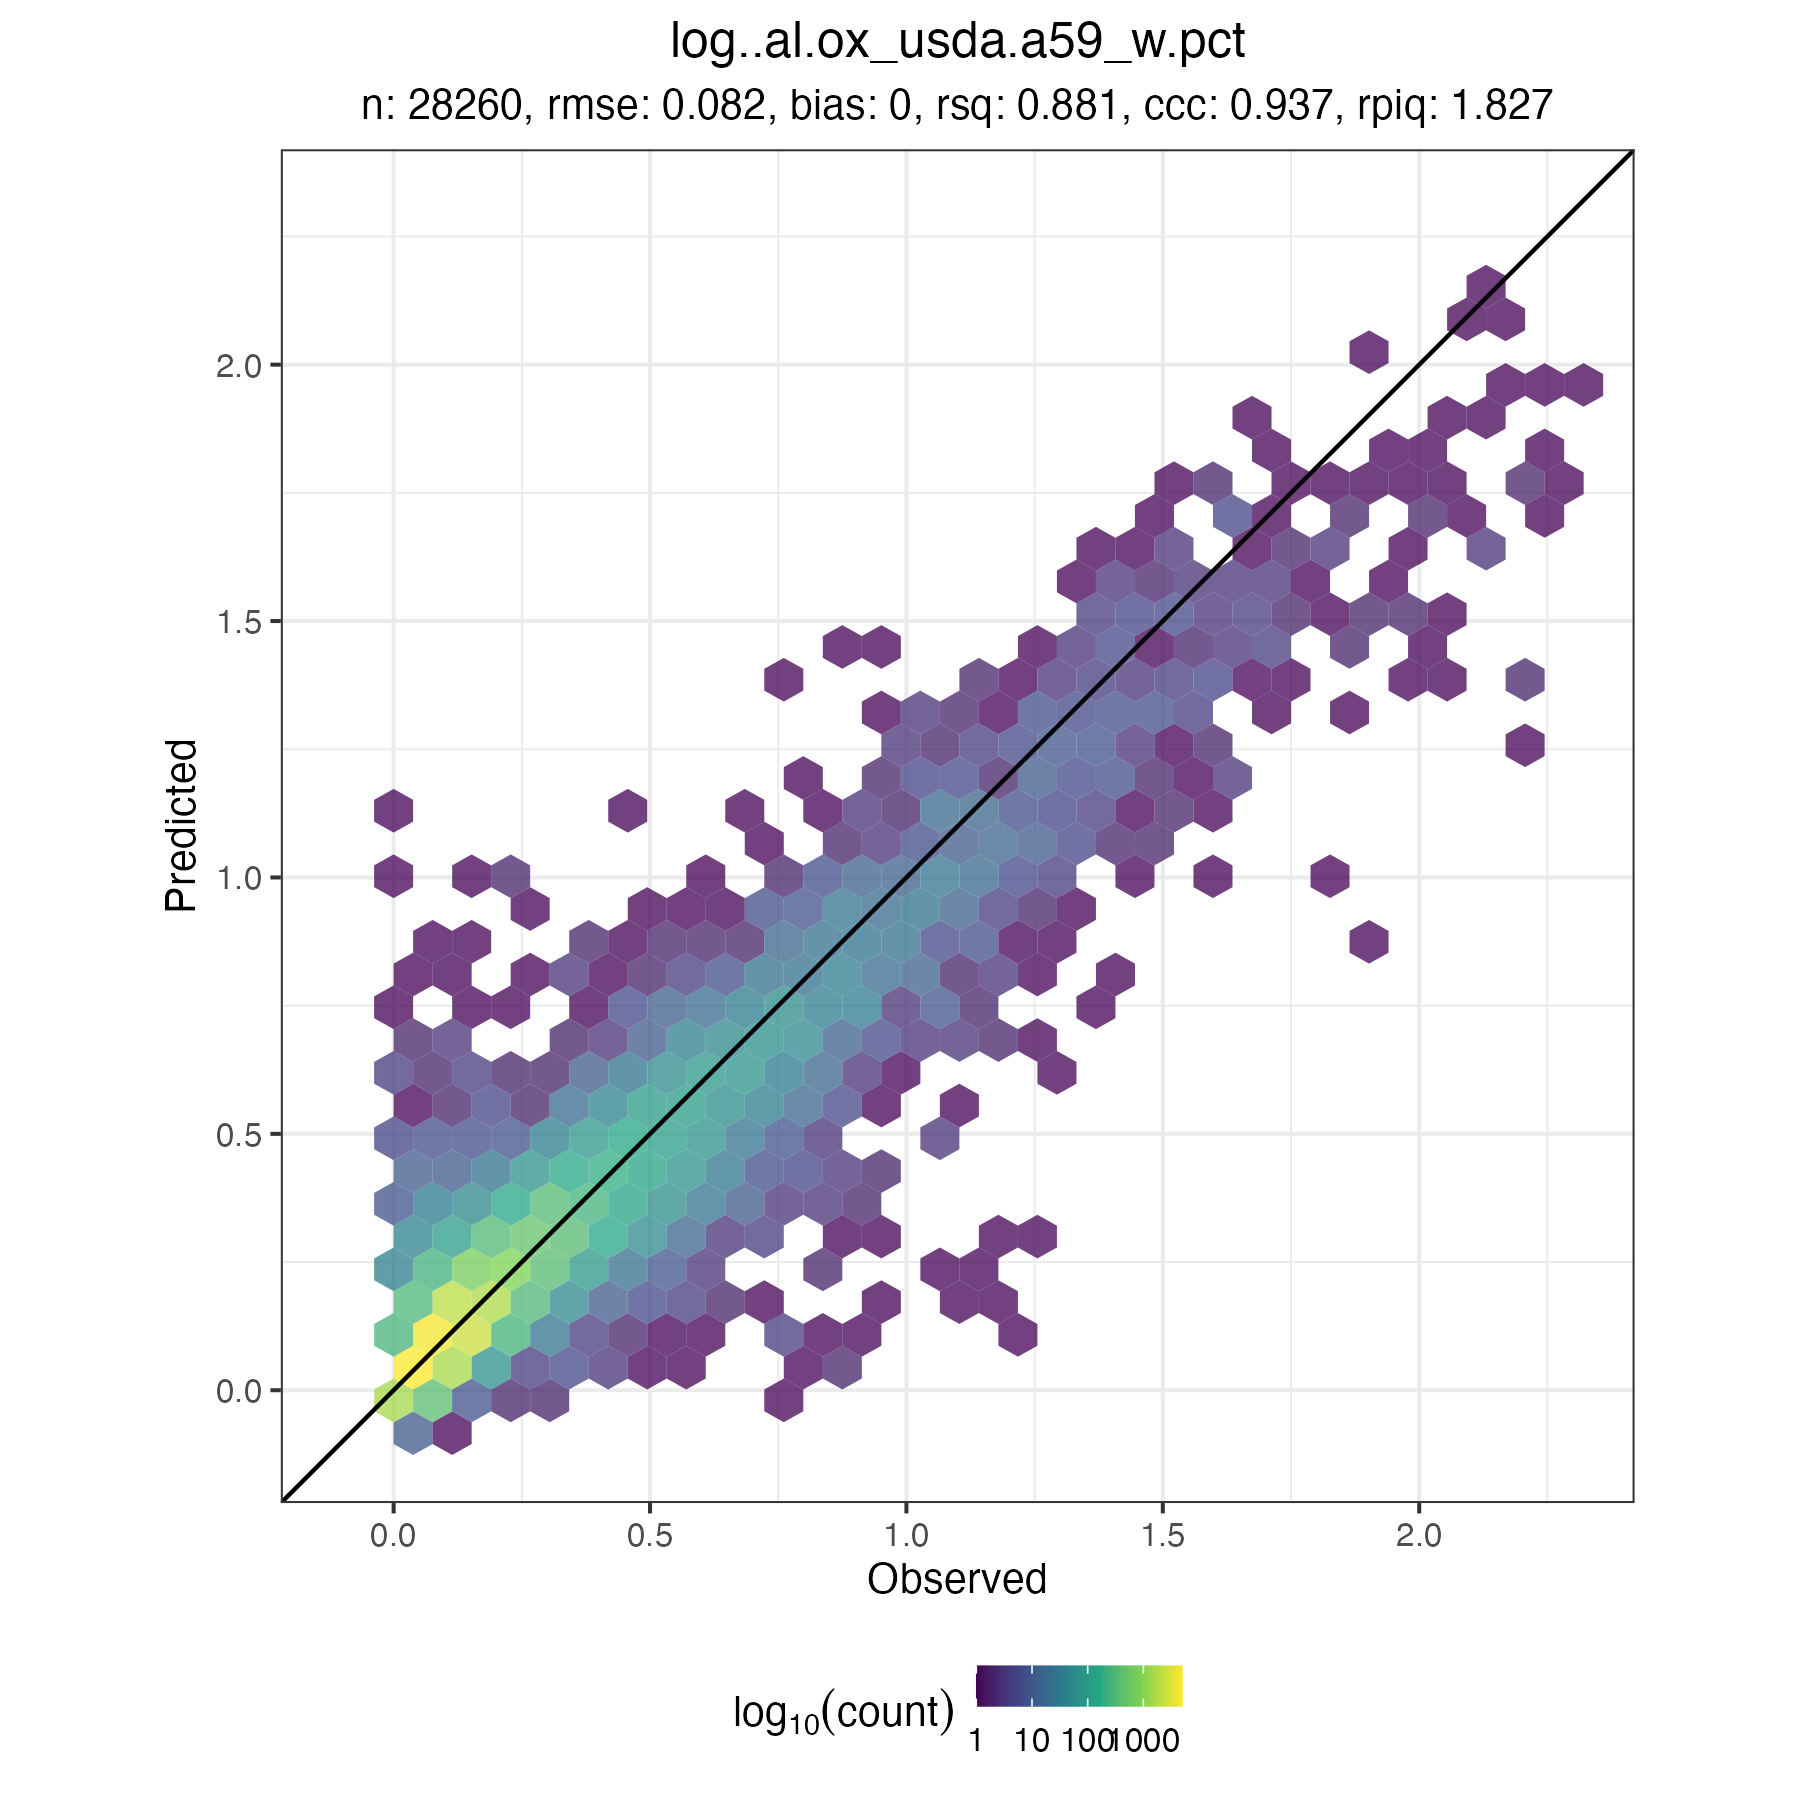 log..al.ox_usda.a59_w.pct
n: 28260, rmse: 0.082, bias: 0, rsq: 0.881, ccc: 0.937, rpiq: 1.827
Predicted
2.0
1.5
1.0
0.5
0.0
0.0 0.5 1.0 1.5 2.0
Observed
log₁₀(count)
1 10 100 1000